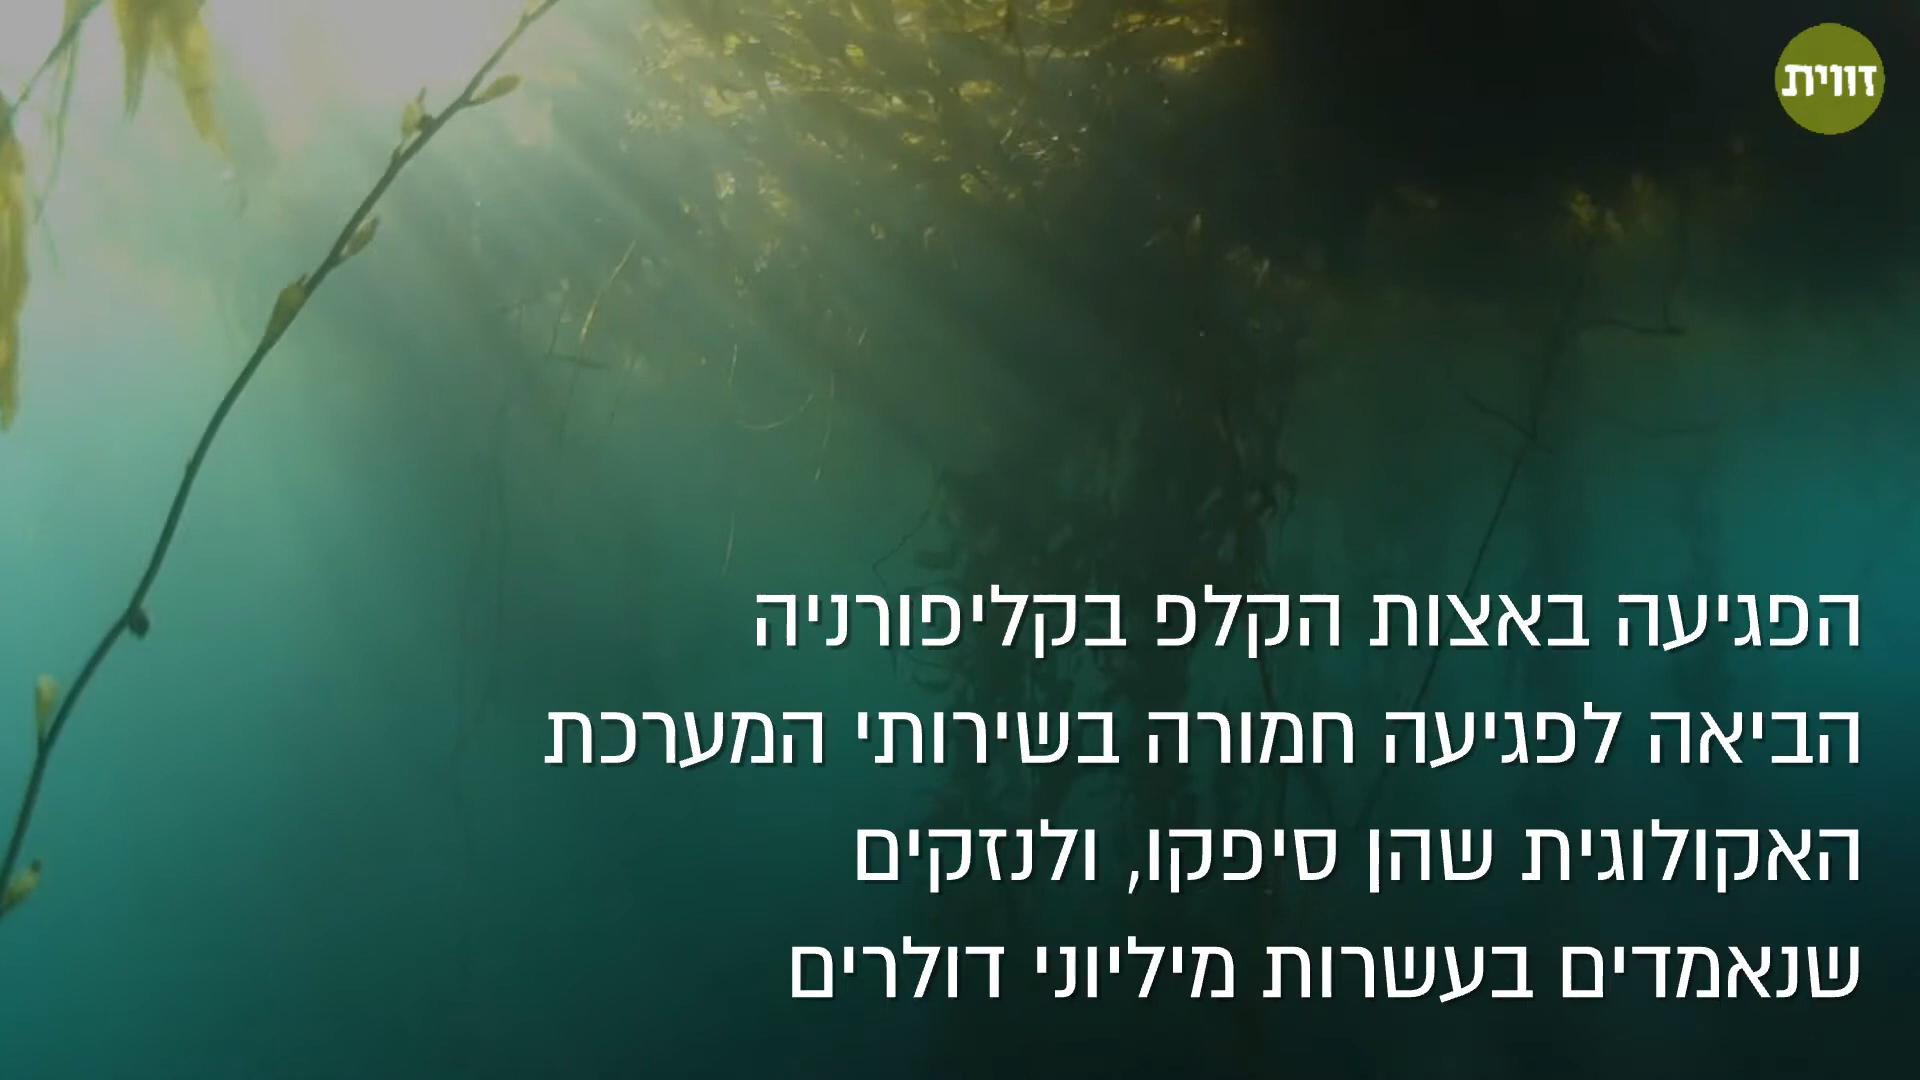 זווית
הפגיעה באצות הקלפ בקליפורניה
הביאה לפגיעה חמורה בשירותי המערכת
האקולוגית שהן סיפקו, ולנזקים
שנאמדים בעשרות מיליוני דולרים